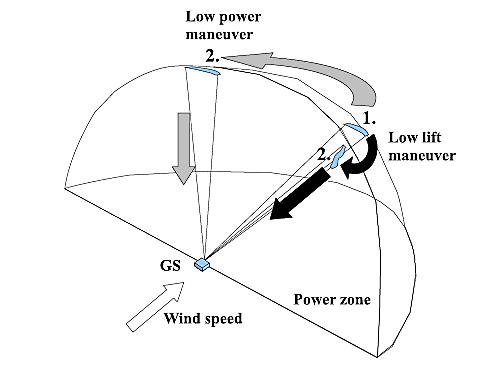 Low power
maneuver
2.
1.
Low lift
maneuver
2.
GS
Power zone
Wind speed